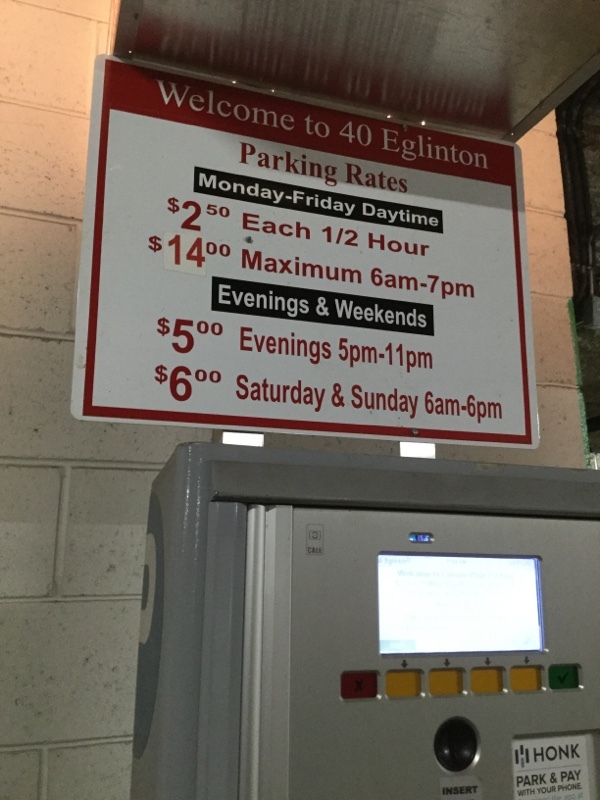 Welcome to 40 Eglinton
Parking Rates
Monday-Friday Daytime
$2⁵⁰ Each 1/2 Hour
$14⁰⁰ Maximum 6am-7pm
Evenings & Weekends
$5⁰⁰ Evenings 5pm-11pm
$6⁰⁰ Saturday & Sunday 6am-6pm
CALE
X
HONK
PARK & PAY
WITH YOUR PHONE
INSERT